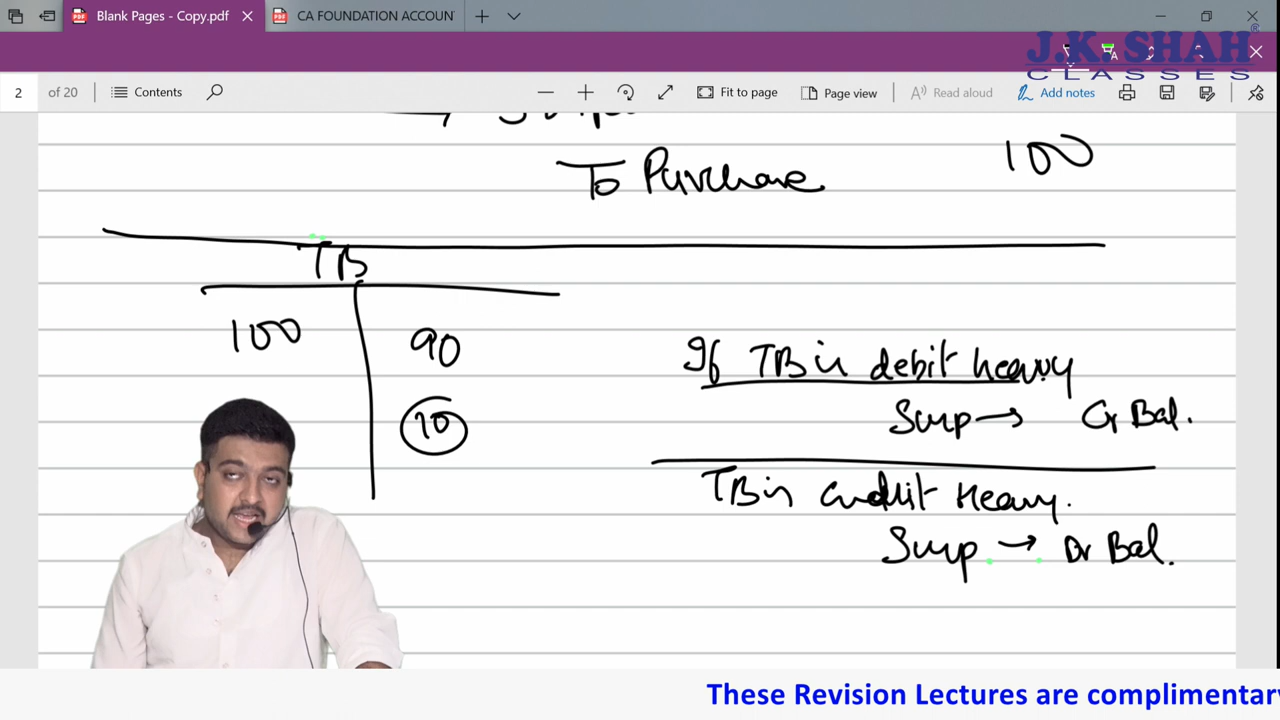 Blank Pages - Copy.pdf
CA FOUNDATION ACCOUN
J.K. SHAH®
CLASSES
2 of 20
Contents
Fit to page
Page view
Read aloud
Add notes
To Purchase 100
TB
100 90
10
If TB is debit heavy
Susp → Cr Bal.
TB is credit Heavy.
Susp → Dr Bal.
These Revision Lectures are complimentary